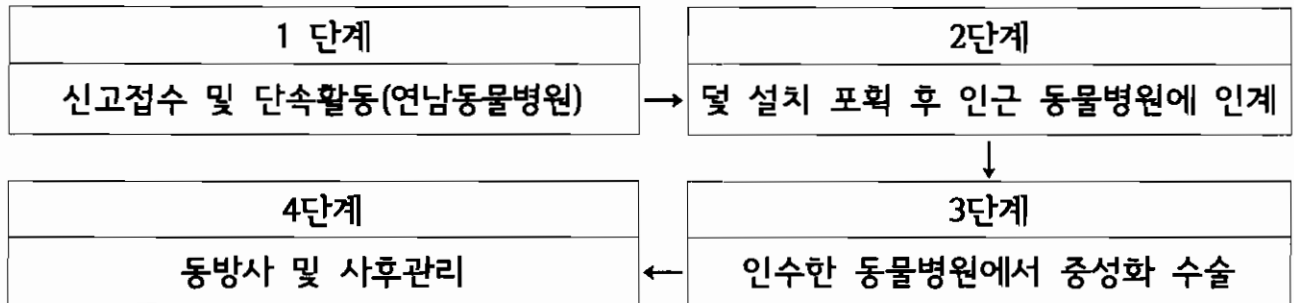 1 단계
신고접수 및 단속활동(연남동물병원)
→
2단계
덫 설치 포획 후 인근 동물병원에 인계
↓
3단계
인수한 동물병원에서 중성화 수술
←
4단계
동방사 및 사후관리